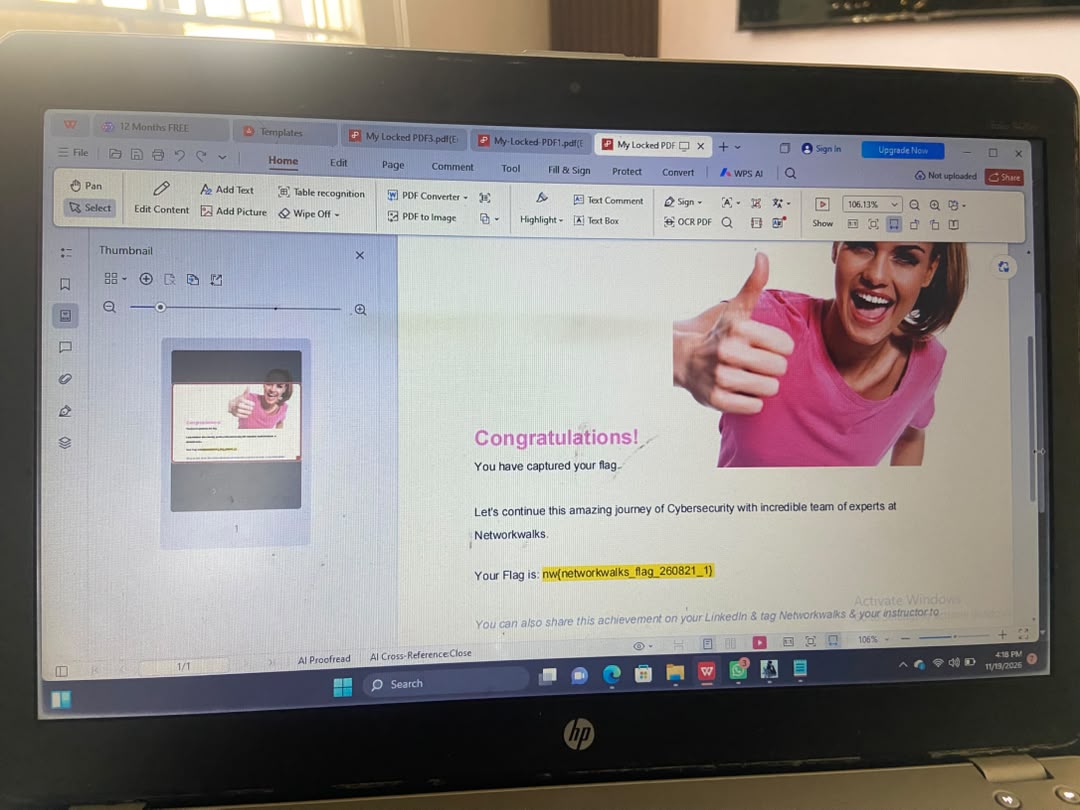 12 Months FREE
Templates
My Locked PDF3.pdf(E
My-Locked-PDF1.pdf(E
My Locked PDF
Sign in
Upgrade Now
File
Home
Edit
Page
Comment
Tool
Fill & Sign
Protect
Convert
WPS AI
Not uploaded
Share
Pan
Select
Edit Content
Add Text
Add Picture
Table recognition
Wipe Off
PDF Converter
PDF to Image
Highlight
Text Comment
Text Box
Sign
OCR PDF
Show
106.13%
Thumbnail
1
Congratulations!
You have captured your flag.
Let's continue this amazing journey of Cybersecurity with incredible team of experts at
Networkwalks.
Your Flag is: nw{networkwalks_flag_260821_1}
Activate Windows
You can also share this achievement on your LinkedIn & tag Networkwalks & your instructor to
1/1
AI Proofread
AI Cross-Reference:Close
106%
Search
3
4:18 PM
11/19/2026
hp